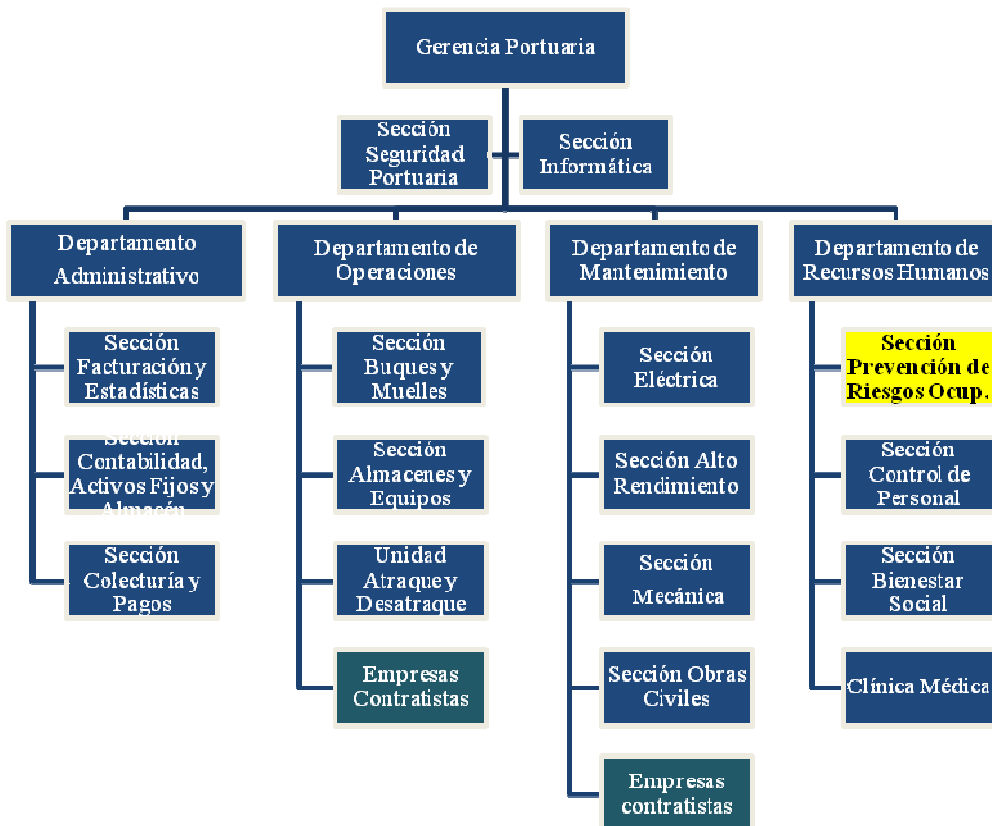 Gerencia Portuaria
Sección
Seguridad
Portuaria
Sección
Informática
Departamento
Administrativo
Departamento de
Operaciones
Departamento de
Mantenimiento
Departamento de
Recursos Humanos
Sección
Facturación y
Estadísticas
Sección
Contabilidad,
Activos Fijos y
Almacén
Sección
Colecturía y
Pagos
Sección
Buques y
Muelles
Sección
Almacenes y
Equipos
Unidad
Atraque y
Desatraque
Empresas
Contratistas
Sección
Eléctrica
Sección Alto
Rendimiento
Sección
Mecánica
Sección Obras
Civiles
Empresas
contratistas
Sección
Prevención de
Riesgos Ocup.
Sección
Control de
Personal
Sección
Bienestar
Social
Clínica Médica